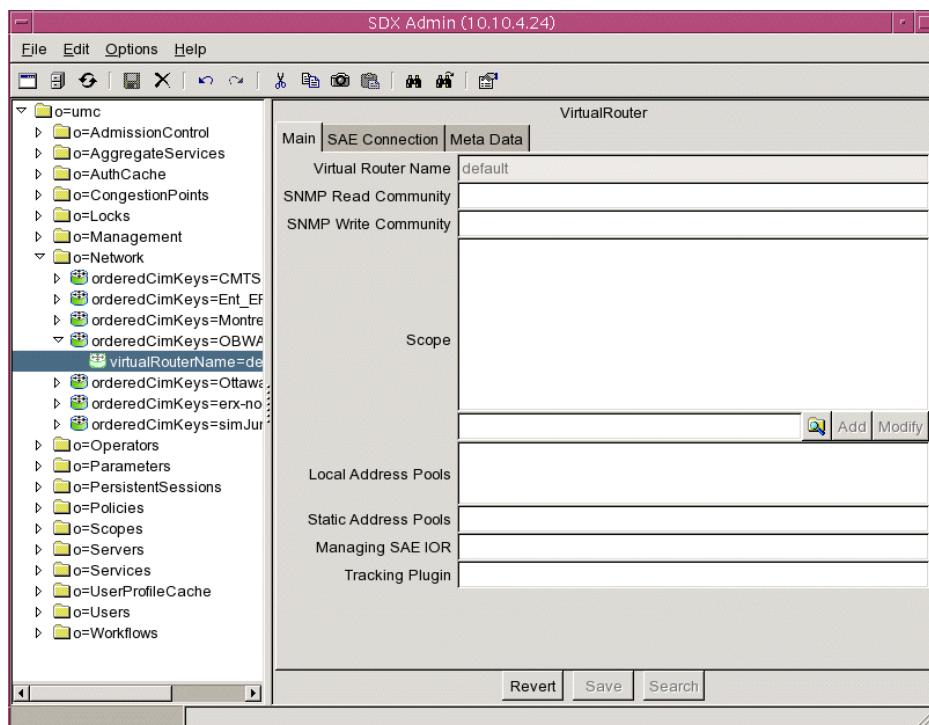 SDX Admin (10.10.4.24)
File Edit Options Help
o=umc
o=AdmissionControl
o=AggregateServices
o=AuthCache
o=CongestionPoints
o=Locks
o=Management
o=Network
orderedCimKeys=CMTS
orderedCimKeys=Ent_EF
orderedCimKeys=Montre
orderedCimKeys=OBWA
virtualRouterName=de
orderedCimKeys=Ottawa
orderedCimKeys=erx-no
orderedCimKeys=simJur
o=Operators
o=Parameters
o=PersistentSessions
o=Policies
o=Scopes
o=Servers
o=Services
o=UserProfileCache
o=Users
o=Workflows
VirtualRouter
Main SAE Connection Meta Data
Virtual Router Name default
SNMP Read Community
SNMP Write Community
Scope
Add Modify
Local Address Pools
Static Address Pools
Managing SAE IOR
Tracking Plugin
Revert Save Search